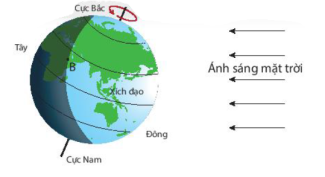 Cực Bắc
Tây
B
Ánh sáng mặt trời
Xích đạo
Đông
Cực Nam